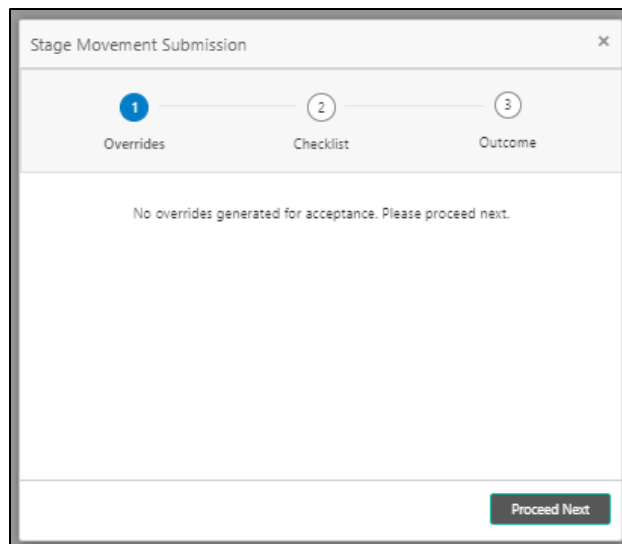 Stage Movement Submission ×
1 2 3
Overrides Checklist Outcome
No overrides generated for acceptance. Please proceed next.
Proceed Next